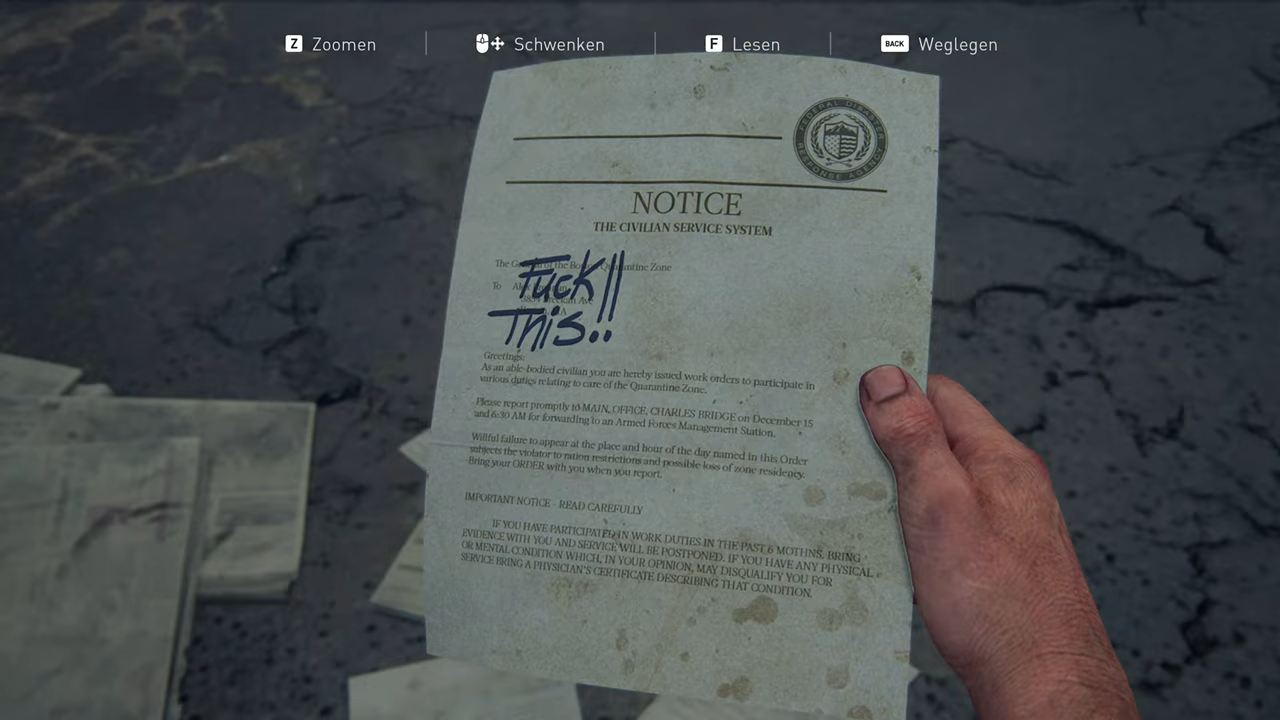 Z Zoomen F Lesen BACK Weglegen
Schwenken
FEDERAL DISASTER RESPONSE AGENCY
NOTICE
THE CIVILIAN SERVICE SYSTEM
The of the Quarantine Zone
Fuck!!
To
This!!
Greetings:
As an able-bodied civilian you are hereby issued work orders to participate in
various duties relating to care of the Quarantine Zone.
Please report promptly to MAIN, OFFICE, CHARLES BRIDGE on December 15
and 6:30 AM for forwarding to an Armed Forces Management Station.
Willful failure to appear at the place and hour of the day named in this Order
subjects the violator to ration restrictions and possible loss of zone residency.
Bring your ORDER with you when you report.
IMPORTANT NOTICE - READ CAREFULLY
IF YOU HAVE PARTICIPATED IN WORK DUTIES IN THE PAST 6 MOTHNS, BRING
EVIDENCE WITH YOU AND SERVICE WILL BE POSTPONED. IF YOU HAVE ANY PHYSICAL
OR MENTAL CONDITION WHICH, IN YOUR OPINION, MAY DISQUALIFY YOU FOR
SERVICE BRING A PHYSICIAN'S CERTIFICATE DESCRIBING THAT CONDITION.